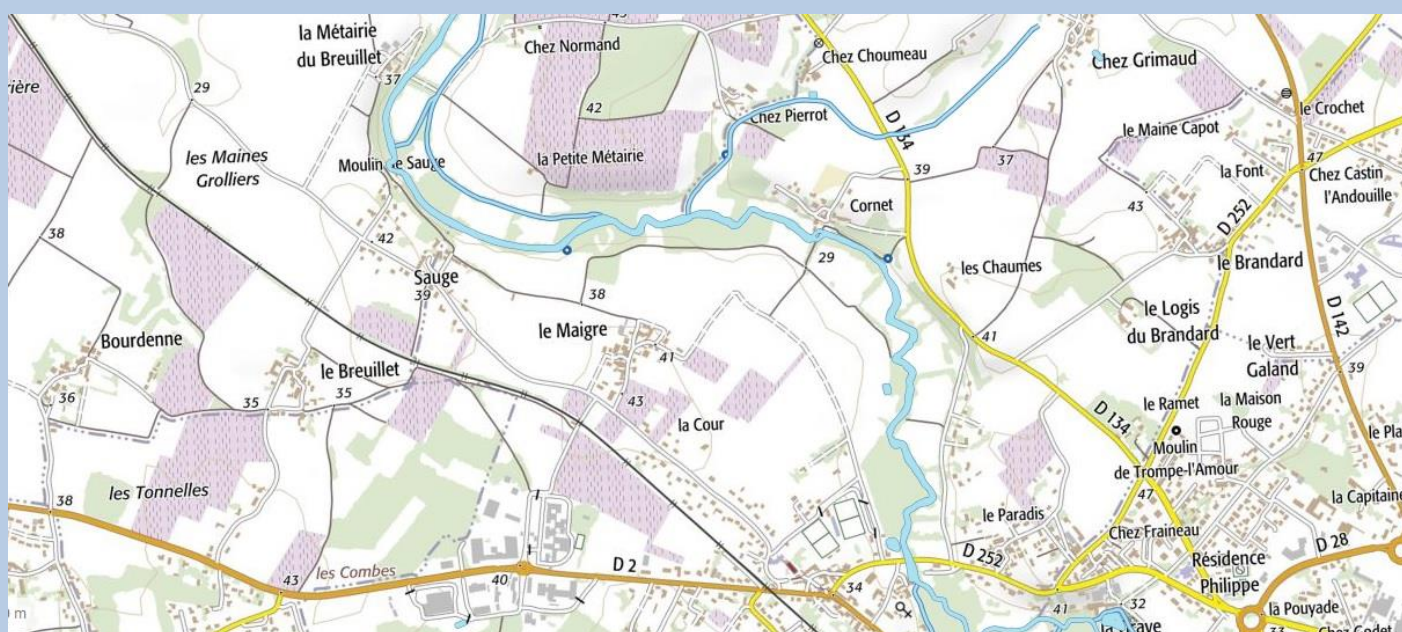 la Métairie
du Breuillet
37
29
ière
les Maines
Grolliers
Moulin de Sauge
Chez Normand
42
la Petite Métairie
Chez Pierrot
Chez Choumeau
D 134
39
Cornet
Chez Grimaud
le Crochet
le Maine Capot
37
47
Chez Castin
l'Andouille
la Font
43
D 252
38
42
Sauge
39
38
29
les Chaumes
le Brandard
le Logis
du Brandard
D 142
Bourdenne
le Breuillet
le Maigre
41
41
le Vert
Galand
39
36
35
35
43
la Cour
D 134
le Ramet
la Maison
Rouge
le Pla
Moulin
de Trompe-l'Amour
47
les Tonnelles
38
la Capitaine
le Paradis
Chez Fraineau
D 28
Résidence
Philippe
43
les Combes
40
D 2
34
D 252
41
32
la Pouyade
33
m